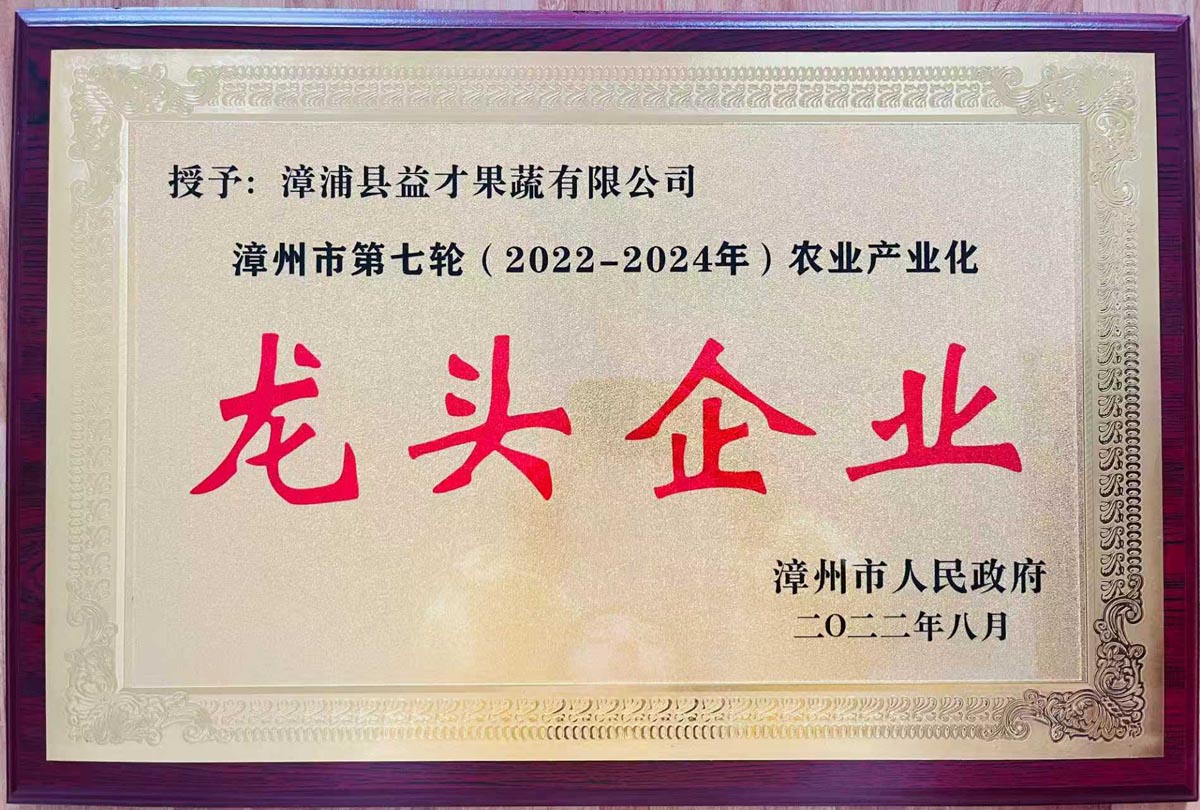 授予：漳浦县益才果蔬有限公司
漳州市第七轮（2022-2024年）农业产业化
龙头企业
漳州市人民政府
二〇二二年八月